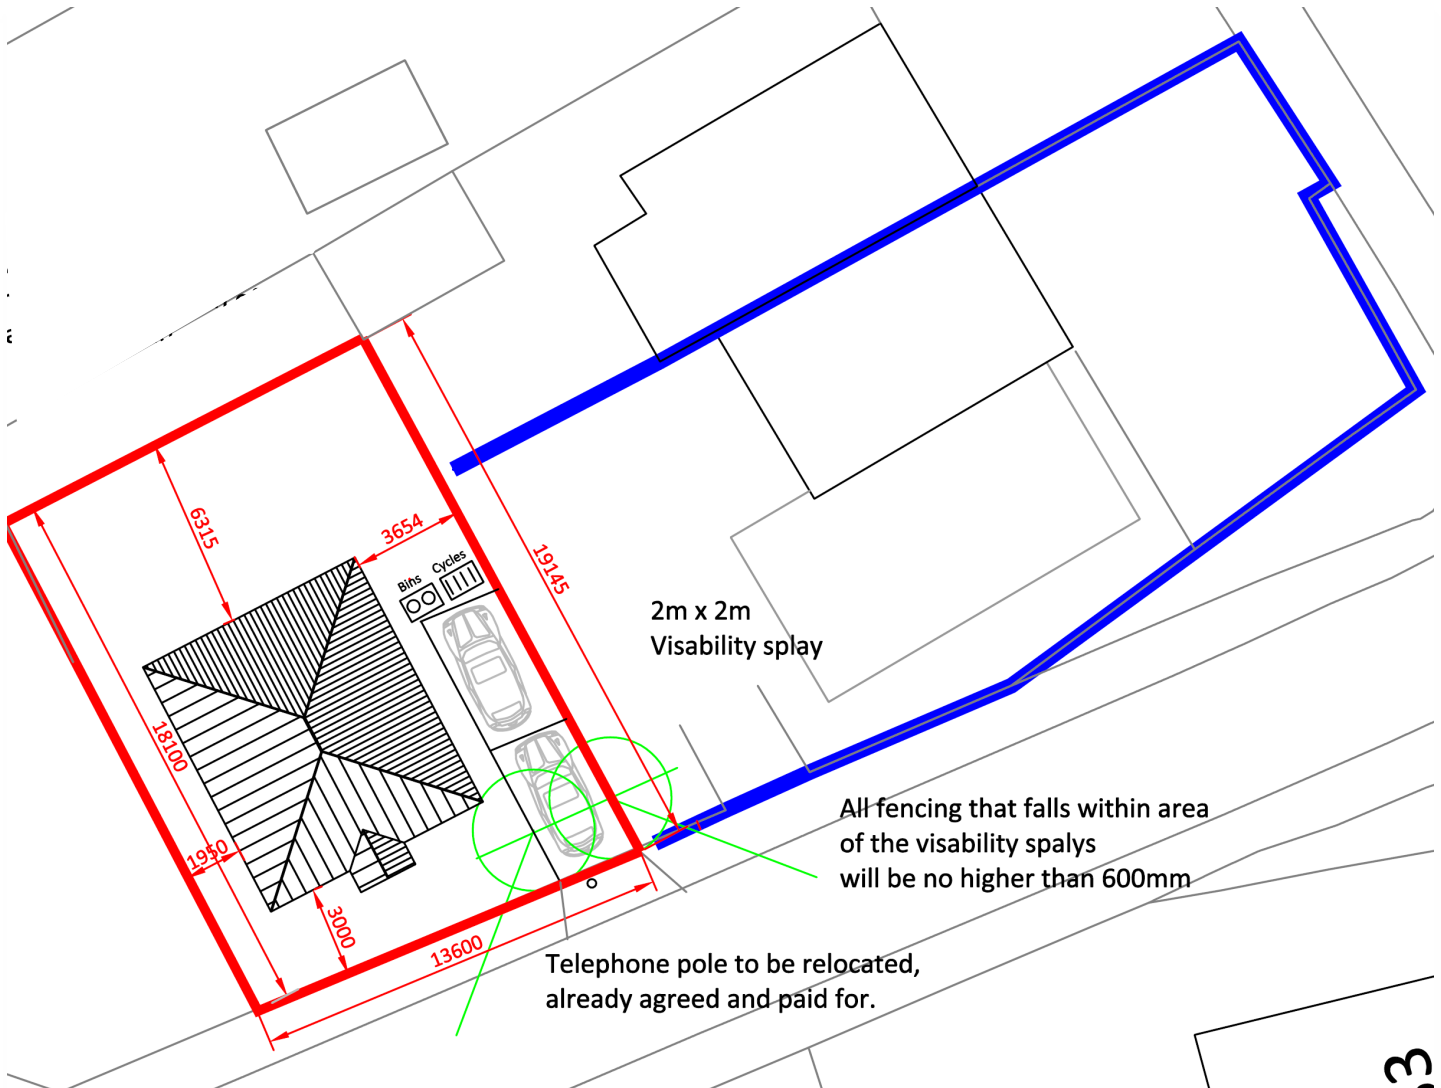 6315
3654
Bins
Cycles
19145
2m x 2m
Visability splay
18100
1950
3000
13600
All fencing that falls within area
of the visability spalys
will be no higher than 600mm
Telephone pole to be relocated,
already agreed and paid for.
3